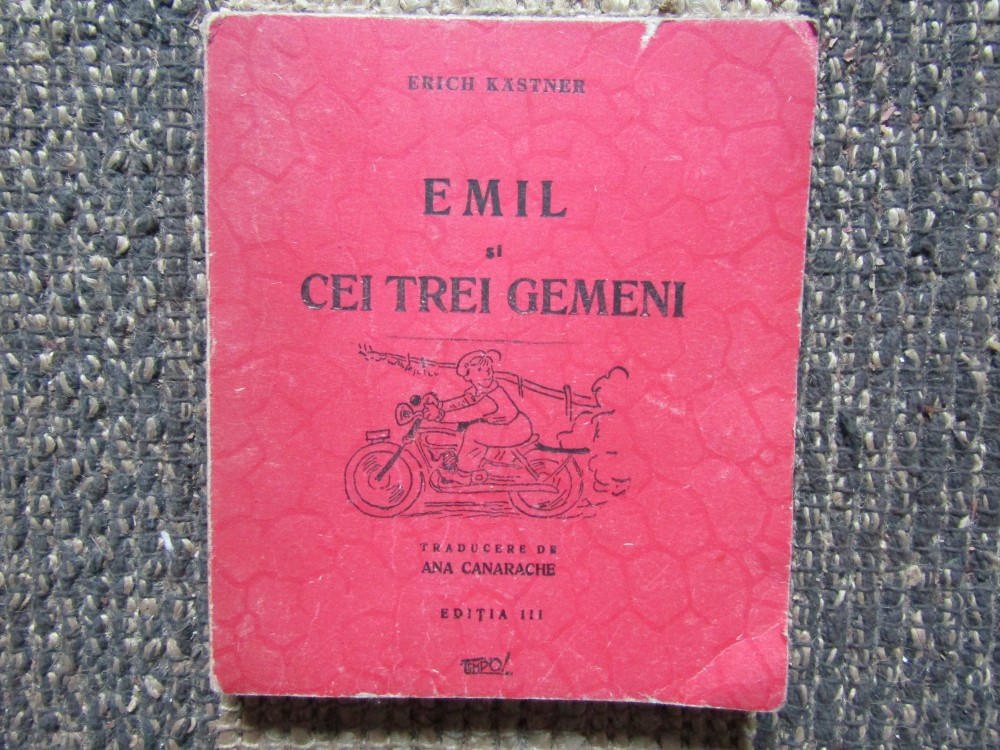 ERICH KÄSTNER
EMIL
și
CEI TREI GEMENI
TRADUCERE DE
ANA CANARACHE
EDIȚIA III
TEMPO!